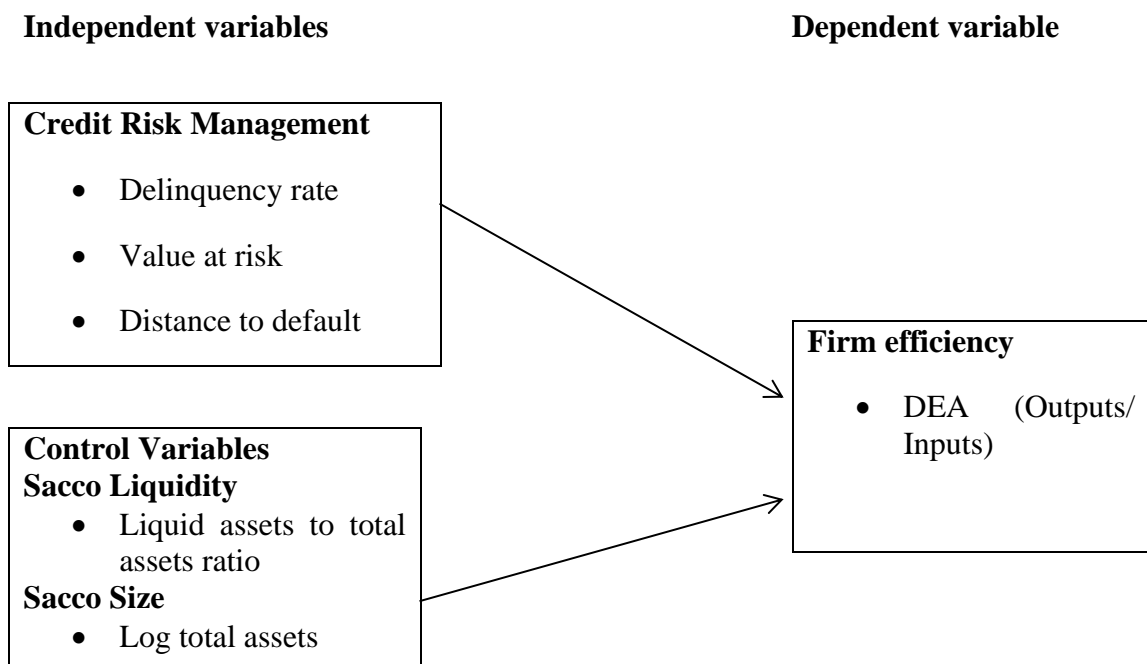 Independent variables
Dependent variable
Credit Risk Management
• Delinquency rate
• Value at risk
• Distance to default
Control Variables
Sacco Liquidity
• Liquid assets to total
assets ratio
Sacco Size
• Log total assets
Firm efficiency
• DEA (Outputs/
Inputs)